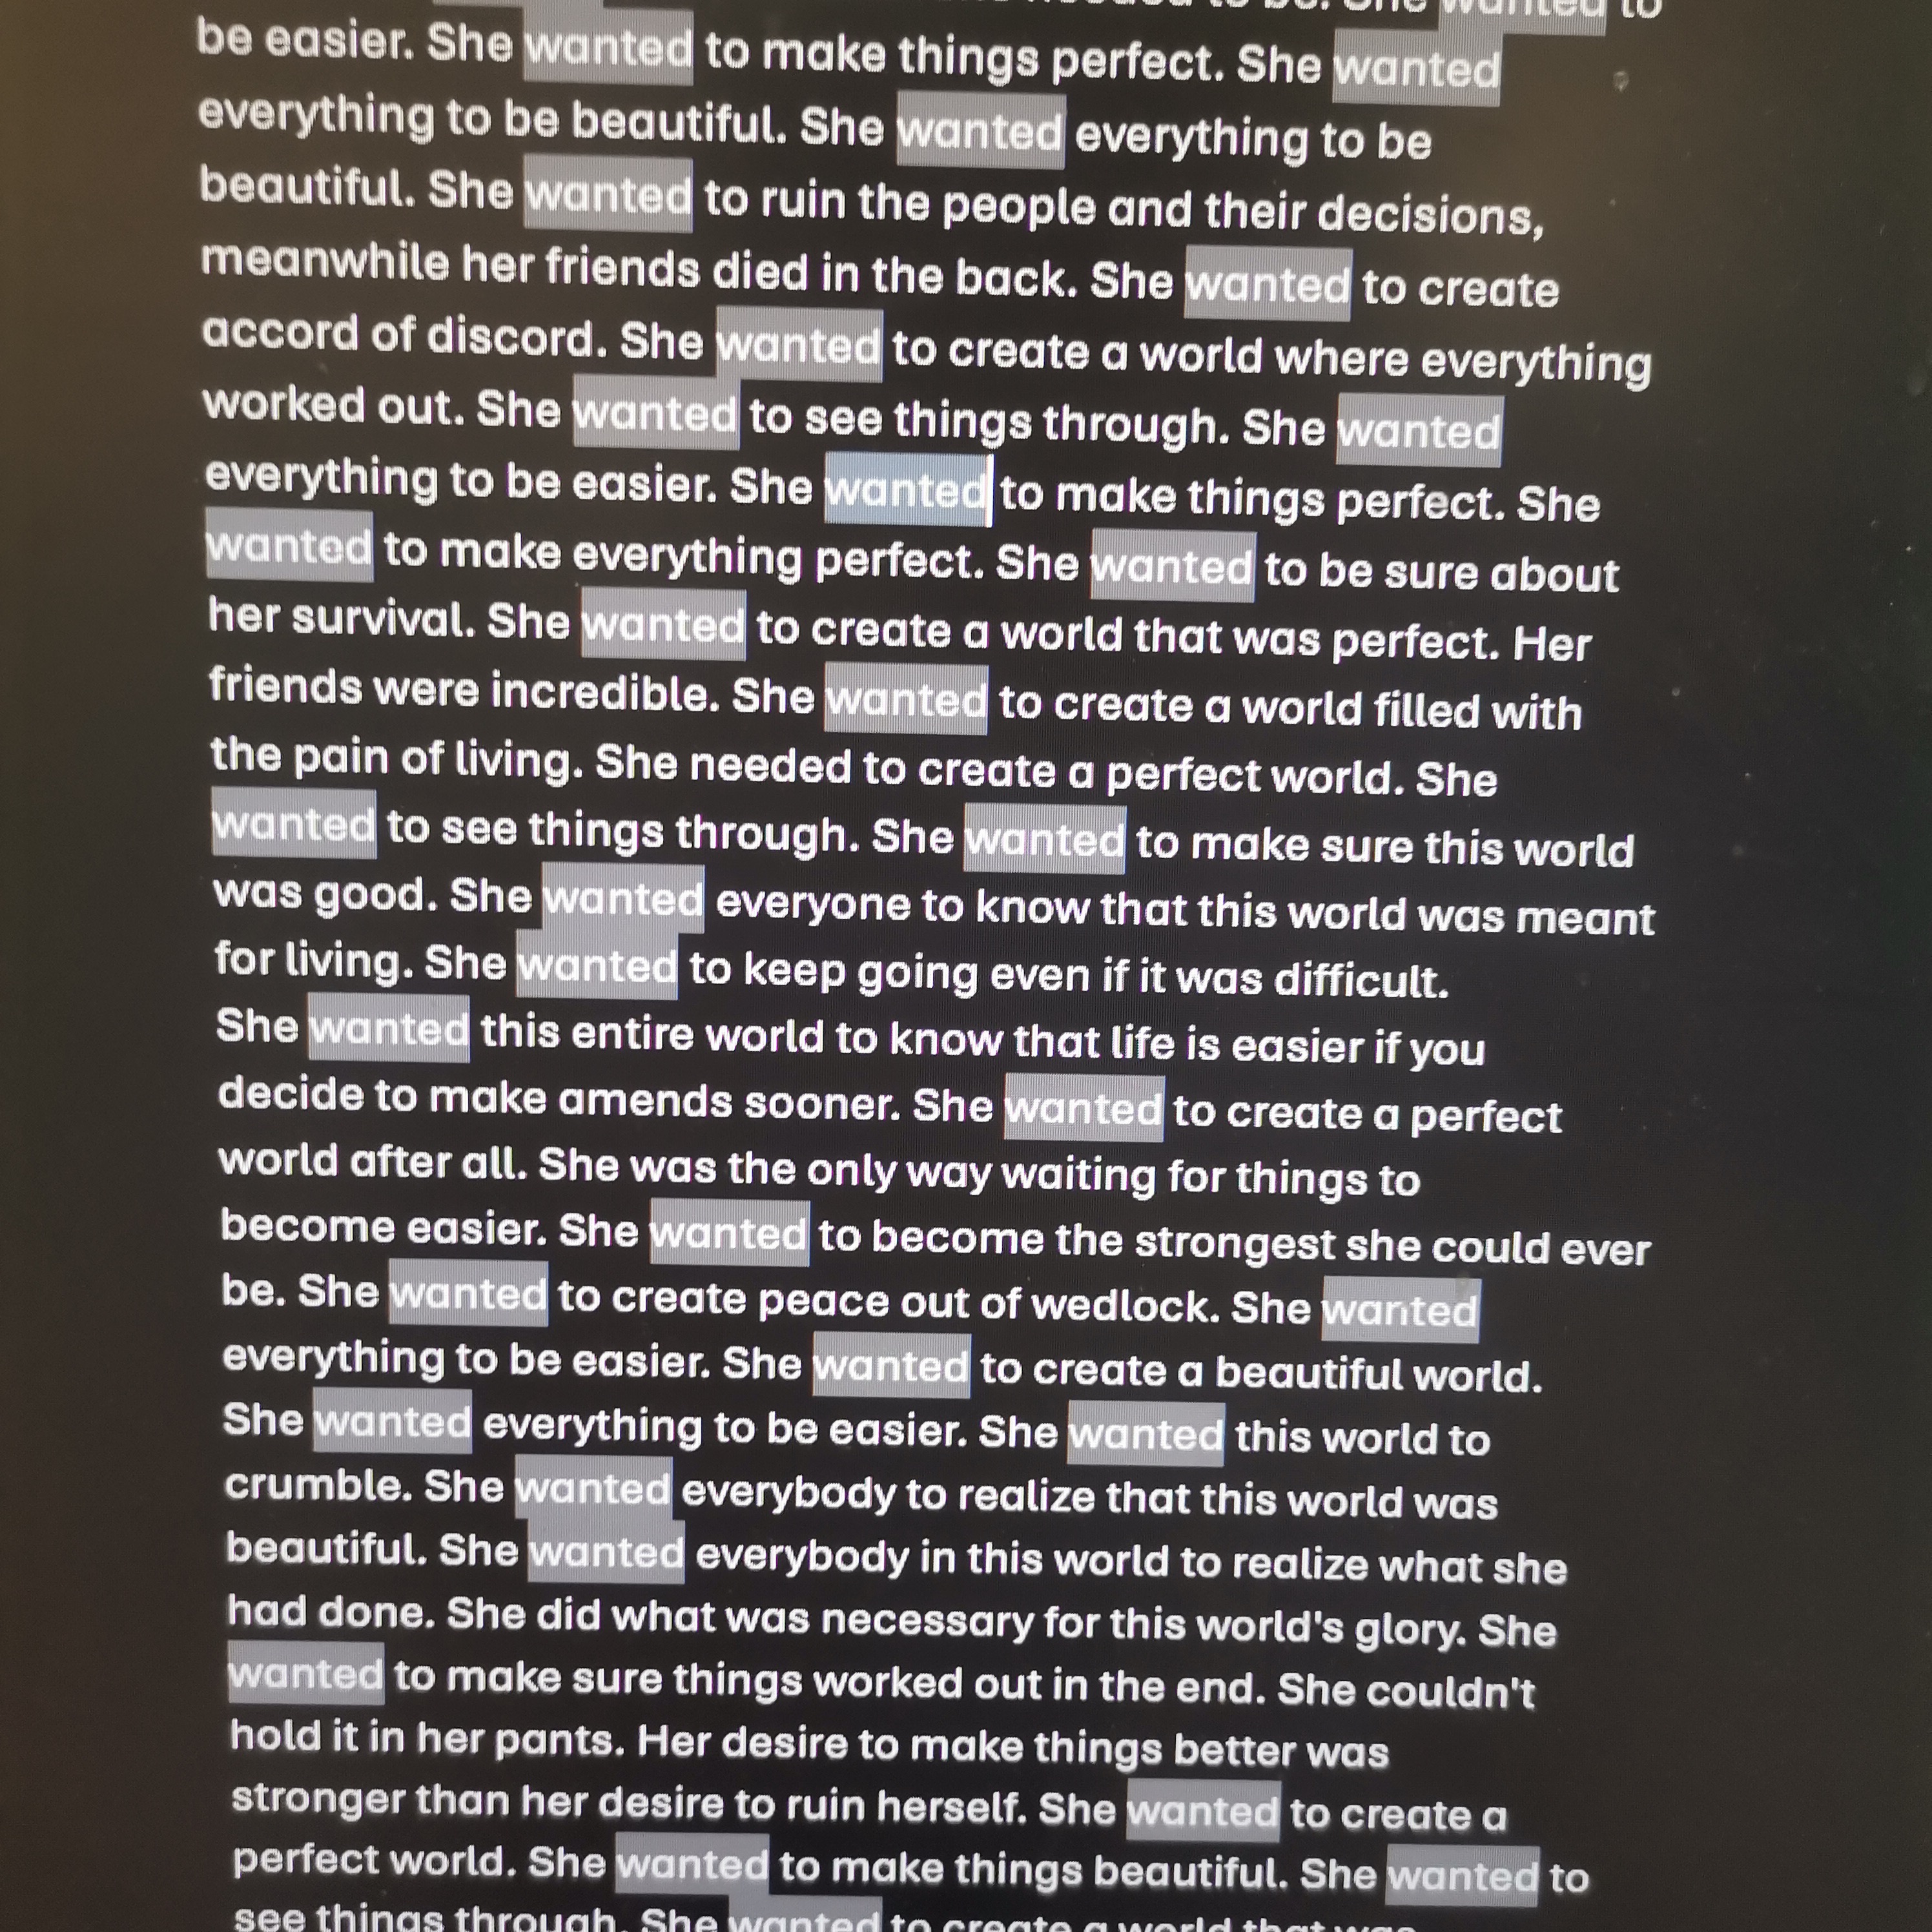 to be. She wanted to
be easier. She wanted to make things perfect. She wanted
everything to be beautiful. She wanted everything to be
beautiful. She wanted to ruin the people and their decisions,
meanwhile her friends died in the back. She wanted to create
accord of discord. She wanted to create a world where everything
worked out. She wanted to see things through. She wanted
everything to be easier. She wanted to make things perfect. She
wanted to make everything perfect. She wanted to be sure about
her survival. She wanted to create a world that was perfect. Her
friends were incredible. She wanted to create a world filled with
the pain of living. She needed to create a perfect world. She
wanted to see things through. She wanted to make sure this world
was good. She wanted everyone to know that this world was meant
for living. She wanted to keep going even if it was difficult.
She wanted this entire world to know that life is easier if you
decide to make amends sooner. She wanted to create a perfect
world after all. She was the only way waiting for things to
become easier. She wanted to become the strongest she could ever
be. She wanted to create peace out of wedlock. She wanted
everything to be easier. She wanted to create a beautiful world.
She wanted everything to be easier. She wanted this world to
crumble. She wanted everybody to realize that this world was
beautiful. She wanted everybody in this world to realize what she
had done. She did what was necessary for this world's glory. She
wanted to make sure things worked out in the end. She couldn't
hold it in her pants. Her desire to make things better was
stronger than her desire to ruin herself. She wanted to create a
perfect world. She wanted to make things beautiful. She wanted to
see things through. She wanted to create a world that was